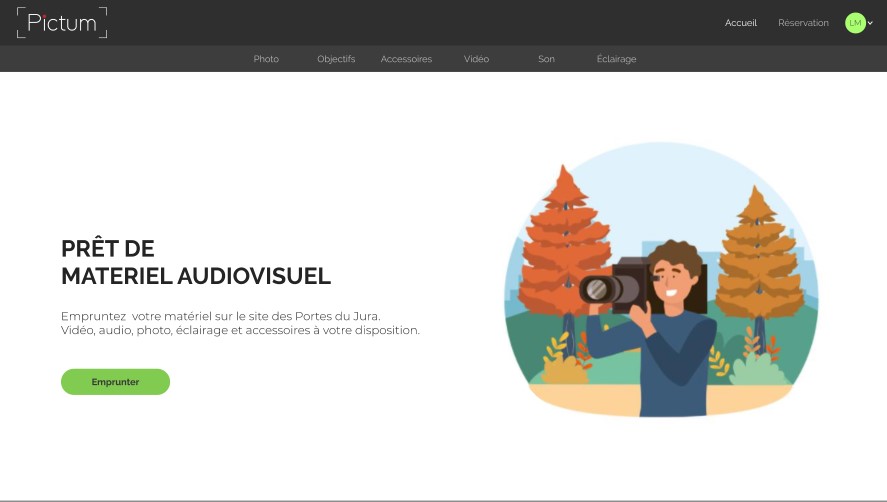 Pictum
Accueil Réservation LM
Photo Objectifs Accessoires Vidéo Son Éclairage
PRÊT DE
MATERIEL AUDIOVISUEL
Empruntez votre matériel sur le site des Portes du Jura.
Vidéo, audio, photo, éclairage et accessoires à votre disposition.
Emprunter